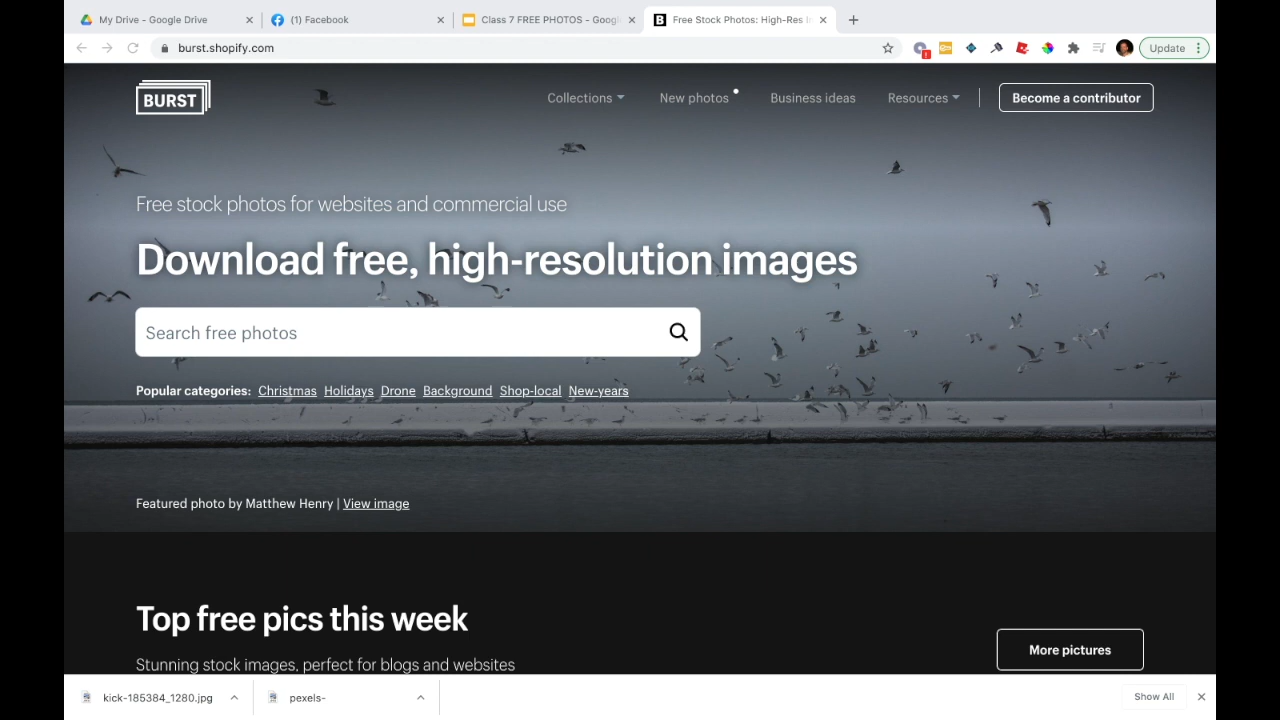 My Drive - Google Drive
(1) Facebook
Class 7 FREE PHOTOS - Googl
Free Stock Photos: High-Res I
burst.shopify.com
Update
BURST
Collections
New photos
Business ideas
Resources
Become a contributor
Free stock photos for websites and commercial use
Download free, high-resolution images
Search free photos
Popular categories: Christmas Holidays Drone Background Shop-local New-years
Featured photo by Matthew Henry | View image
Top free pics this week
Stunning stock images, perfect for blogs and websites
More pictures
kick-185384_1280.jpg
pexels-
Show All